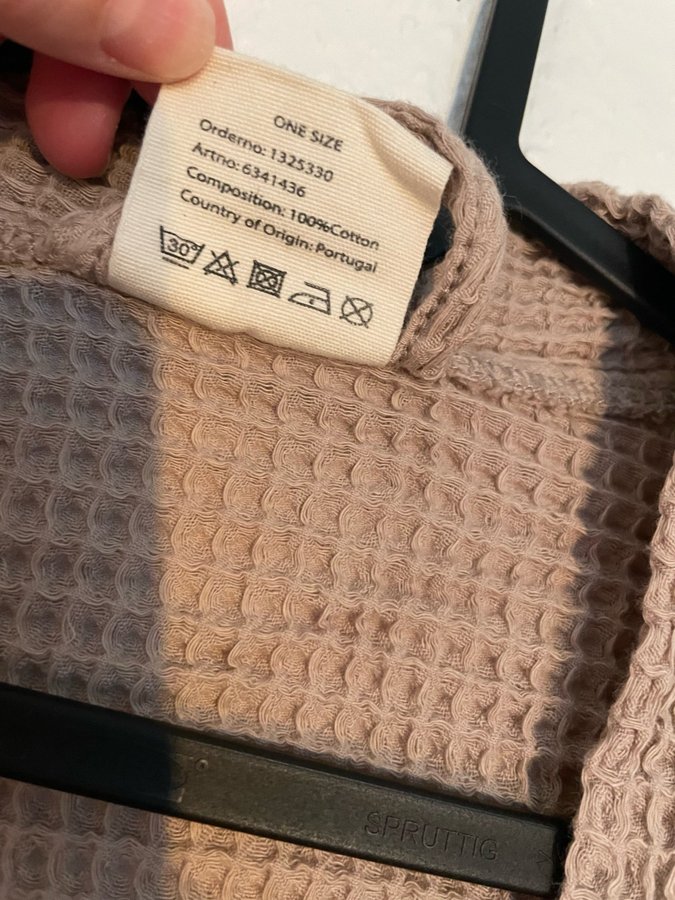 ONE SIZE
Orderno: 1325330
Artno: 6341436
Composition: 100%Cotton
Country of Origin: Portugal
30°
SPRUTTIG